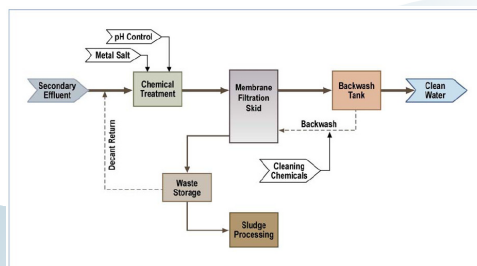 pH Control
Metal Salt
Secondary
Effluent
Chemical
Treatment
Membrane
Filtration
Skid
Backwash
Tank
Clean
Water
Backwash
Decant Return
Cleaning
Chemicals
Waste
Storage
Sludge
Processing